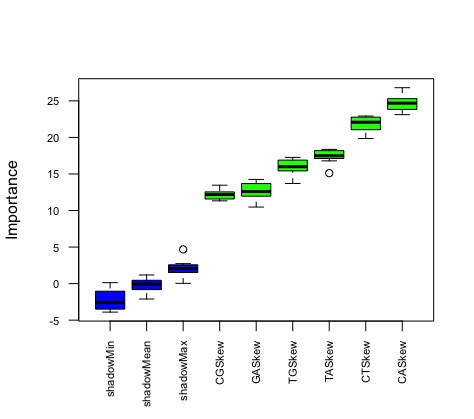 Importance
25
20
15
10
5
0
-5
shadowMin
shadowMean
shadowMax
CGSkew
GASkew
TGSkew
TASkew
CTSkew
CASkew